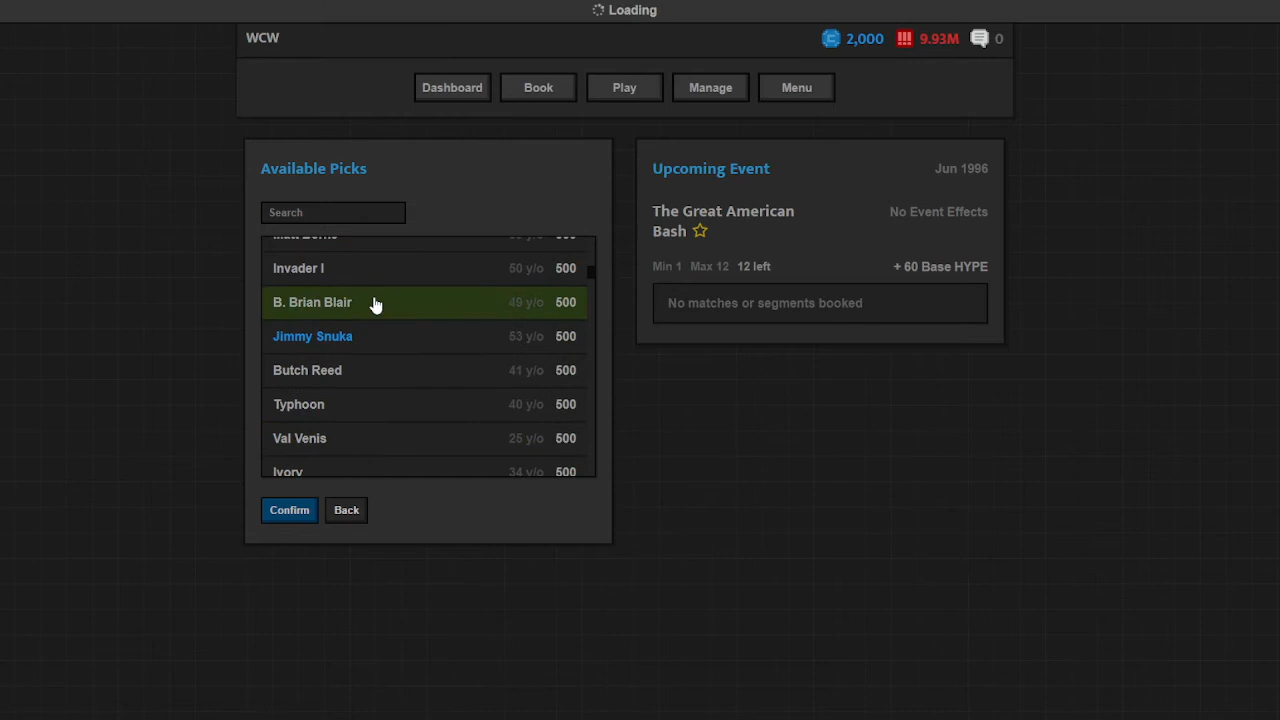 Loading
WCW
2,000 9.93M 0
Dashboard Book Play Manage Menu
Available Picks
Search
Invader I 50 y/o 500
B. Brian Blair 49 y/o 500
Jimmy Snuka 53 y/o 500
Butch Reed 41 y/o 500
Typhoon 40 y/o 500
Val Venis 25 y/o 500
Ivory 34 y/o 500
Confirm Back
Upcoming Event Jun 1996
The Great American No Event Effects
Bash
Min 1 Max 12 12 left + 60 Base HYPE
No matches or segments booked